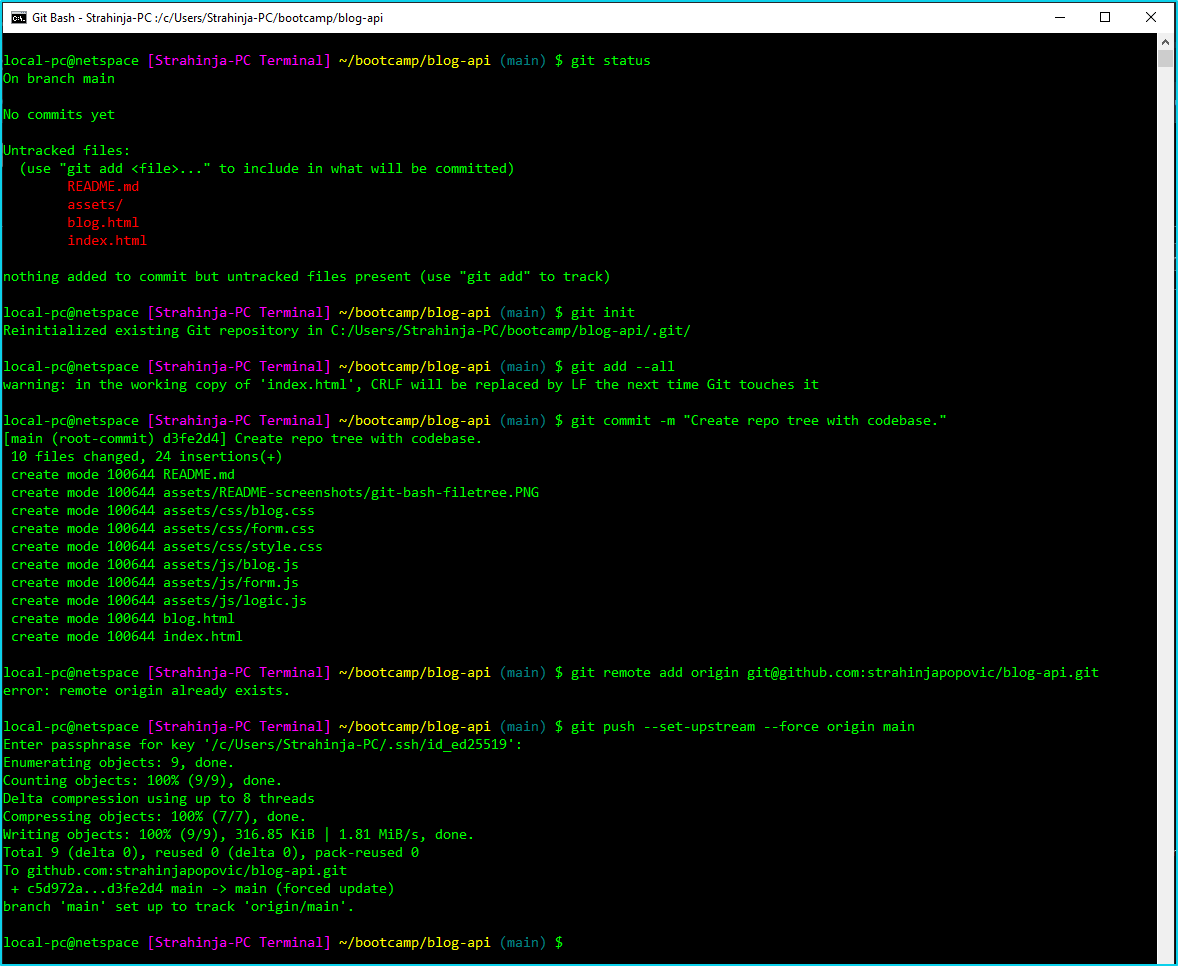 Git Bash - Strahinja-PC :/c/Users/Strahinja-PC/bootcamp/blog-api
local-pc@netspace [Strahinja-PC Terminal] ~/bootcamp/blog-api (main) $ git status
On branch main
No commits yet
Untracked files:
  (use "git add <file>..." to include in what will be committed)
        README.md
        assets/
        blog.html
        index.html
nothing added to commit but untracked files present (use "git add" to track)
local-pc@netspace [Strahinja-PC Terminal] ~/bootcamp/blog-api (main) $ git init
Reinitialized existing Git repository in C:/Users/Strahinja-PC/bootcamp/blog-api/.git/
local-pc@netspace [Strahinja-PC Terminal] ~/bootcamp/blog-api (main) $ git add --all
warning: in the working copy of 'index.html', CRLF will be replaced by LF the next time Git touches it
local-pc@netspace [Strahinja-PC Terminal] ~/bootcamp/blog-api (main) $ git commit -m "Create repo tree with codebase."
[main (root-commit) d3fe2d4] Create repo tree with codebase.
 10 files changed, 24 insertions(+)
 create mode 100644 README.md
 create mode 100644 assets/README-screenshots/git-bash-filetree.PNG
 create mode 100644 assets/css/blog.css
 create mode 100644 assets/css/form.css
 create mode 100644 assets/css/style.css
 create mode 100644 assets/js/blog.js
 create mode 100644 assets/js/form.js
 create mode 100644 assets/js/logic.js
 create mode 100644 blog.html
 create mode 100644 index.html
local-pc@netspace [Strahinja-PC Terminal] ~/bootcamp/blog-api (main) $ git remote add origin git@github.com:strahinjapopovic/blog-api.git
error: remote origin already exists.
local-pc@netspace [Strahinja-PC Terminal] ~/bootcamp/blog-api (main) $ git push --set-upstream --force origin main
Enter passphrase for key '/c/Users/Strahinja-PC/.ssh/id_ed25519':
Enumerating objects: 9, done.
Counting objects: 100% (9/9), done.
Delta compression using up to 8 threads
Compressing objects: 100% (7/7), done.
Writing objects: 100% (9/9), 316.85 KiB | 1.81 MiB/s, done.
Total 9 (delta 0), reused 0 (delta 0), pack-reused 0
To github.com:strahinjapopovic/blog-api.git
 + c5d972a...d3fe2d4 main -> main (forced update)
branch 'main' set up to track 'origin/main'.
local-pc@netspace [Strahinja-PC Terminal] ~/bootcamp/blog-api (main) $